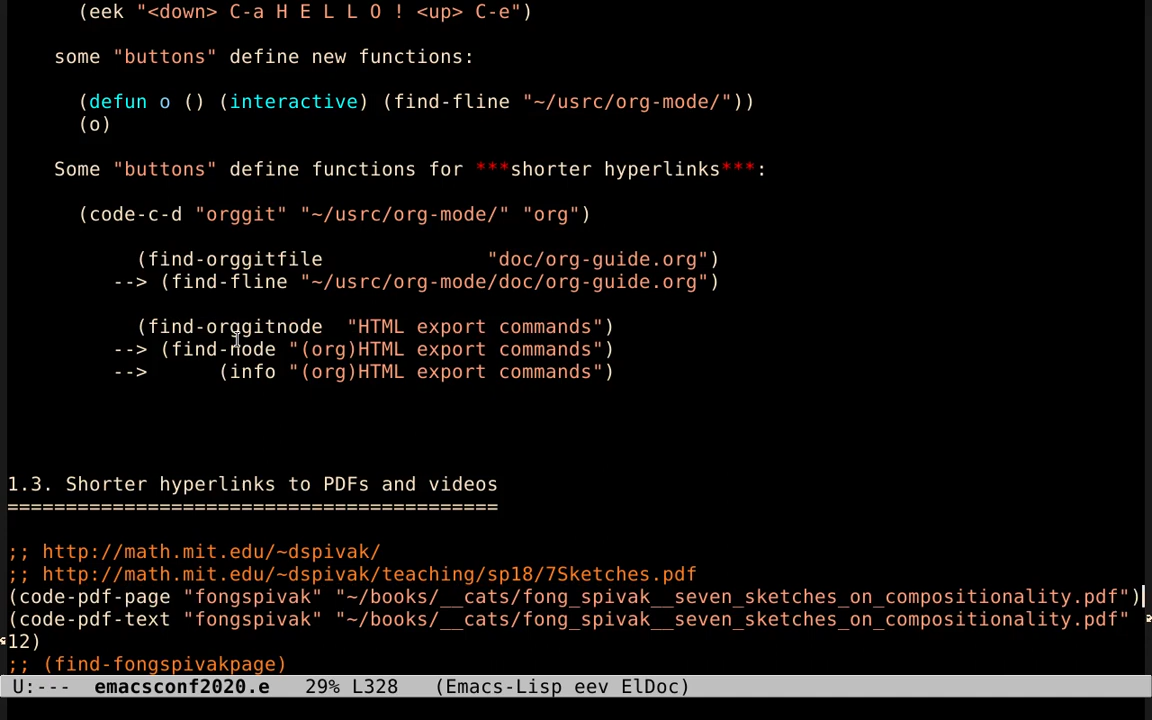 (eek "<down> C-a H E L L O ! <up> C-e")
some "buttons" define new functions:
(defun o () (interactive) (find-fline "~/usrc/org-mode/"))
(o)
Some "buttons" define functions for ***shorter hyperlinks***:
(code-c-d "orggit" "~/usrc/org-mode/" "org")
(find-orggitfile "doc/org-guide.org")
--> (find-fline "~/usrc/org-mode/doc/org-guide.org")
(find-orggitnode "HTML export commands")
--> (find-node "(org)HTML export commands")
--> (info "(org)HTML export commands")
1.3. Shorter hyperlinks to PDFs and videos
==========================================
;; http://math.mit.edu/~dspivak/
;; http://math.mit.edu/~dspivak/teaching/sp18/7Sketches.pdf
(code-pdf-page "fongspivak" "~/books/__cats/fong_spivak__seven_sketches_on_compositionality.pdf")
(code-pdf-text "fongspivak" "~/books/__cats/fong_spivak__seven_sketches_on_compositionality.pdf"
12)
;; (find-fongspivakpage)
U:--- emacsconf2020.e 29% L328 (Emacs-Lisp eev ElDoc)